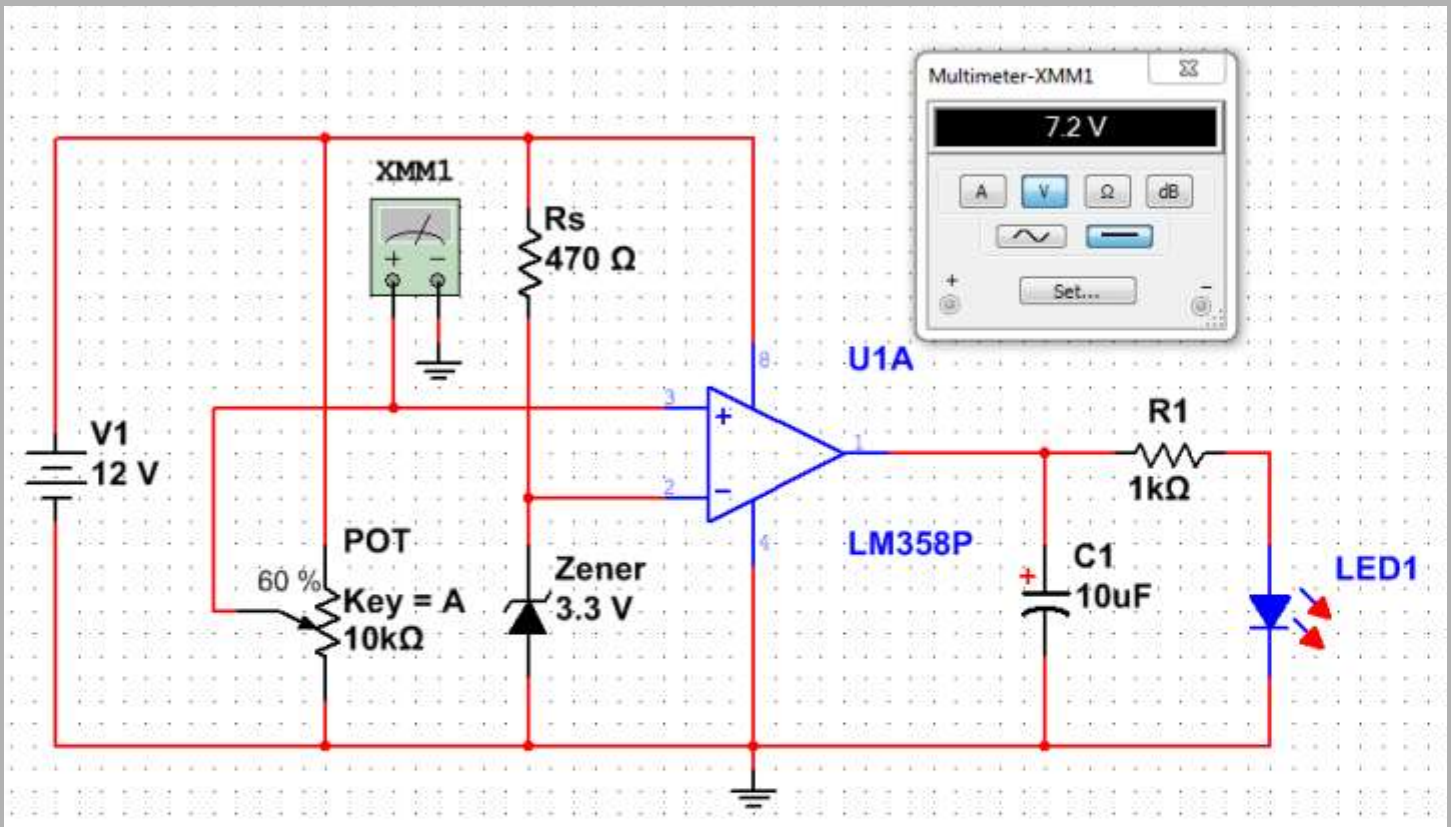 Multimeter-XMM1
7.2 V
A
V
Ω
dB
+
Set...
−
XMM1
+ −
Rs
470 Ω
8
U1A
3
+
V1
12 V
R1
1kΩ
1
2
−
4
LM358P
POT
60 %
Key = A
10kΩ
Zener
3.3 V
C1
+
10uF
LED1